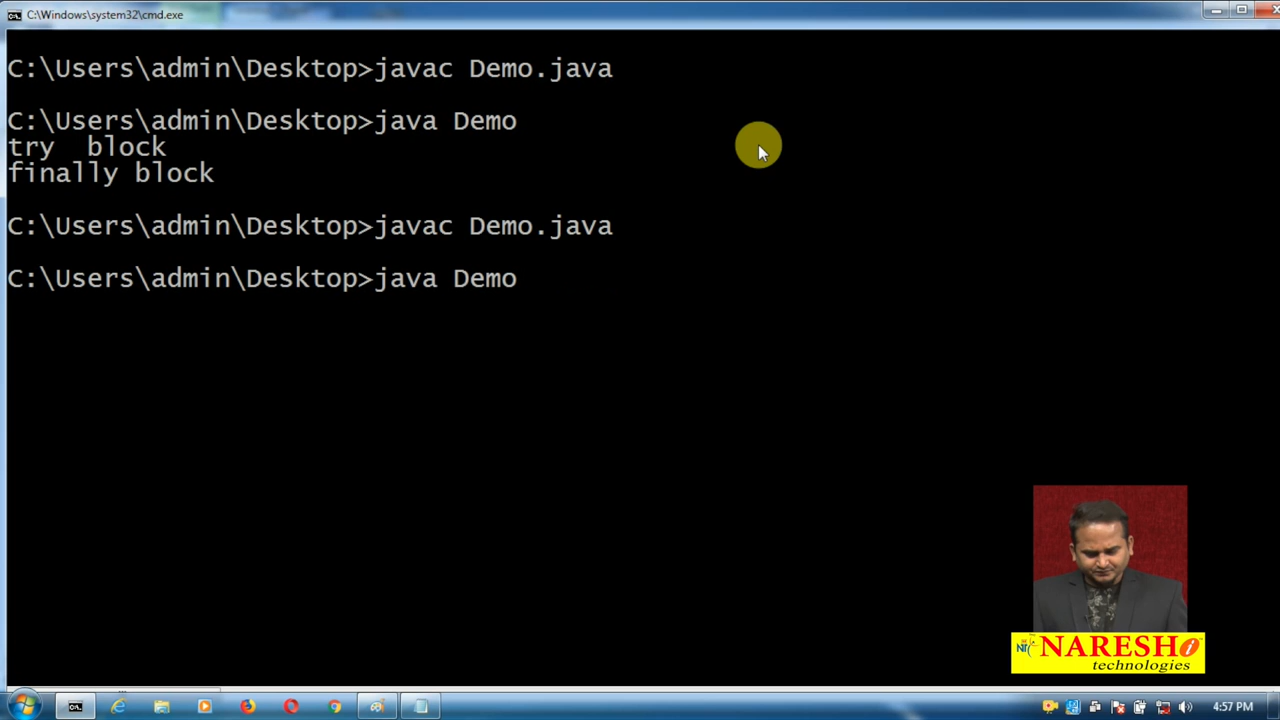 C:\Windows\system32\cmd.exe
C:\Users\admin\Desktop>javac Demo.java
C:\Users\admin\Desktop>java Demo
try  block
finally block
C:\Users\admin\Desktop>javac Demo.java
C:\Users\admin\Desktop>java Demo
NARESH i
technologies
4:57 PM